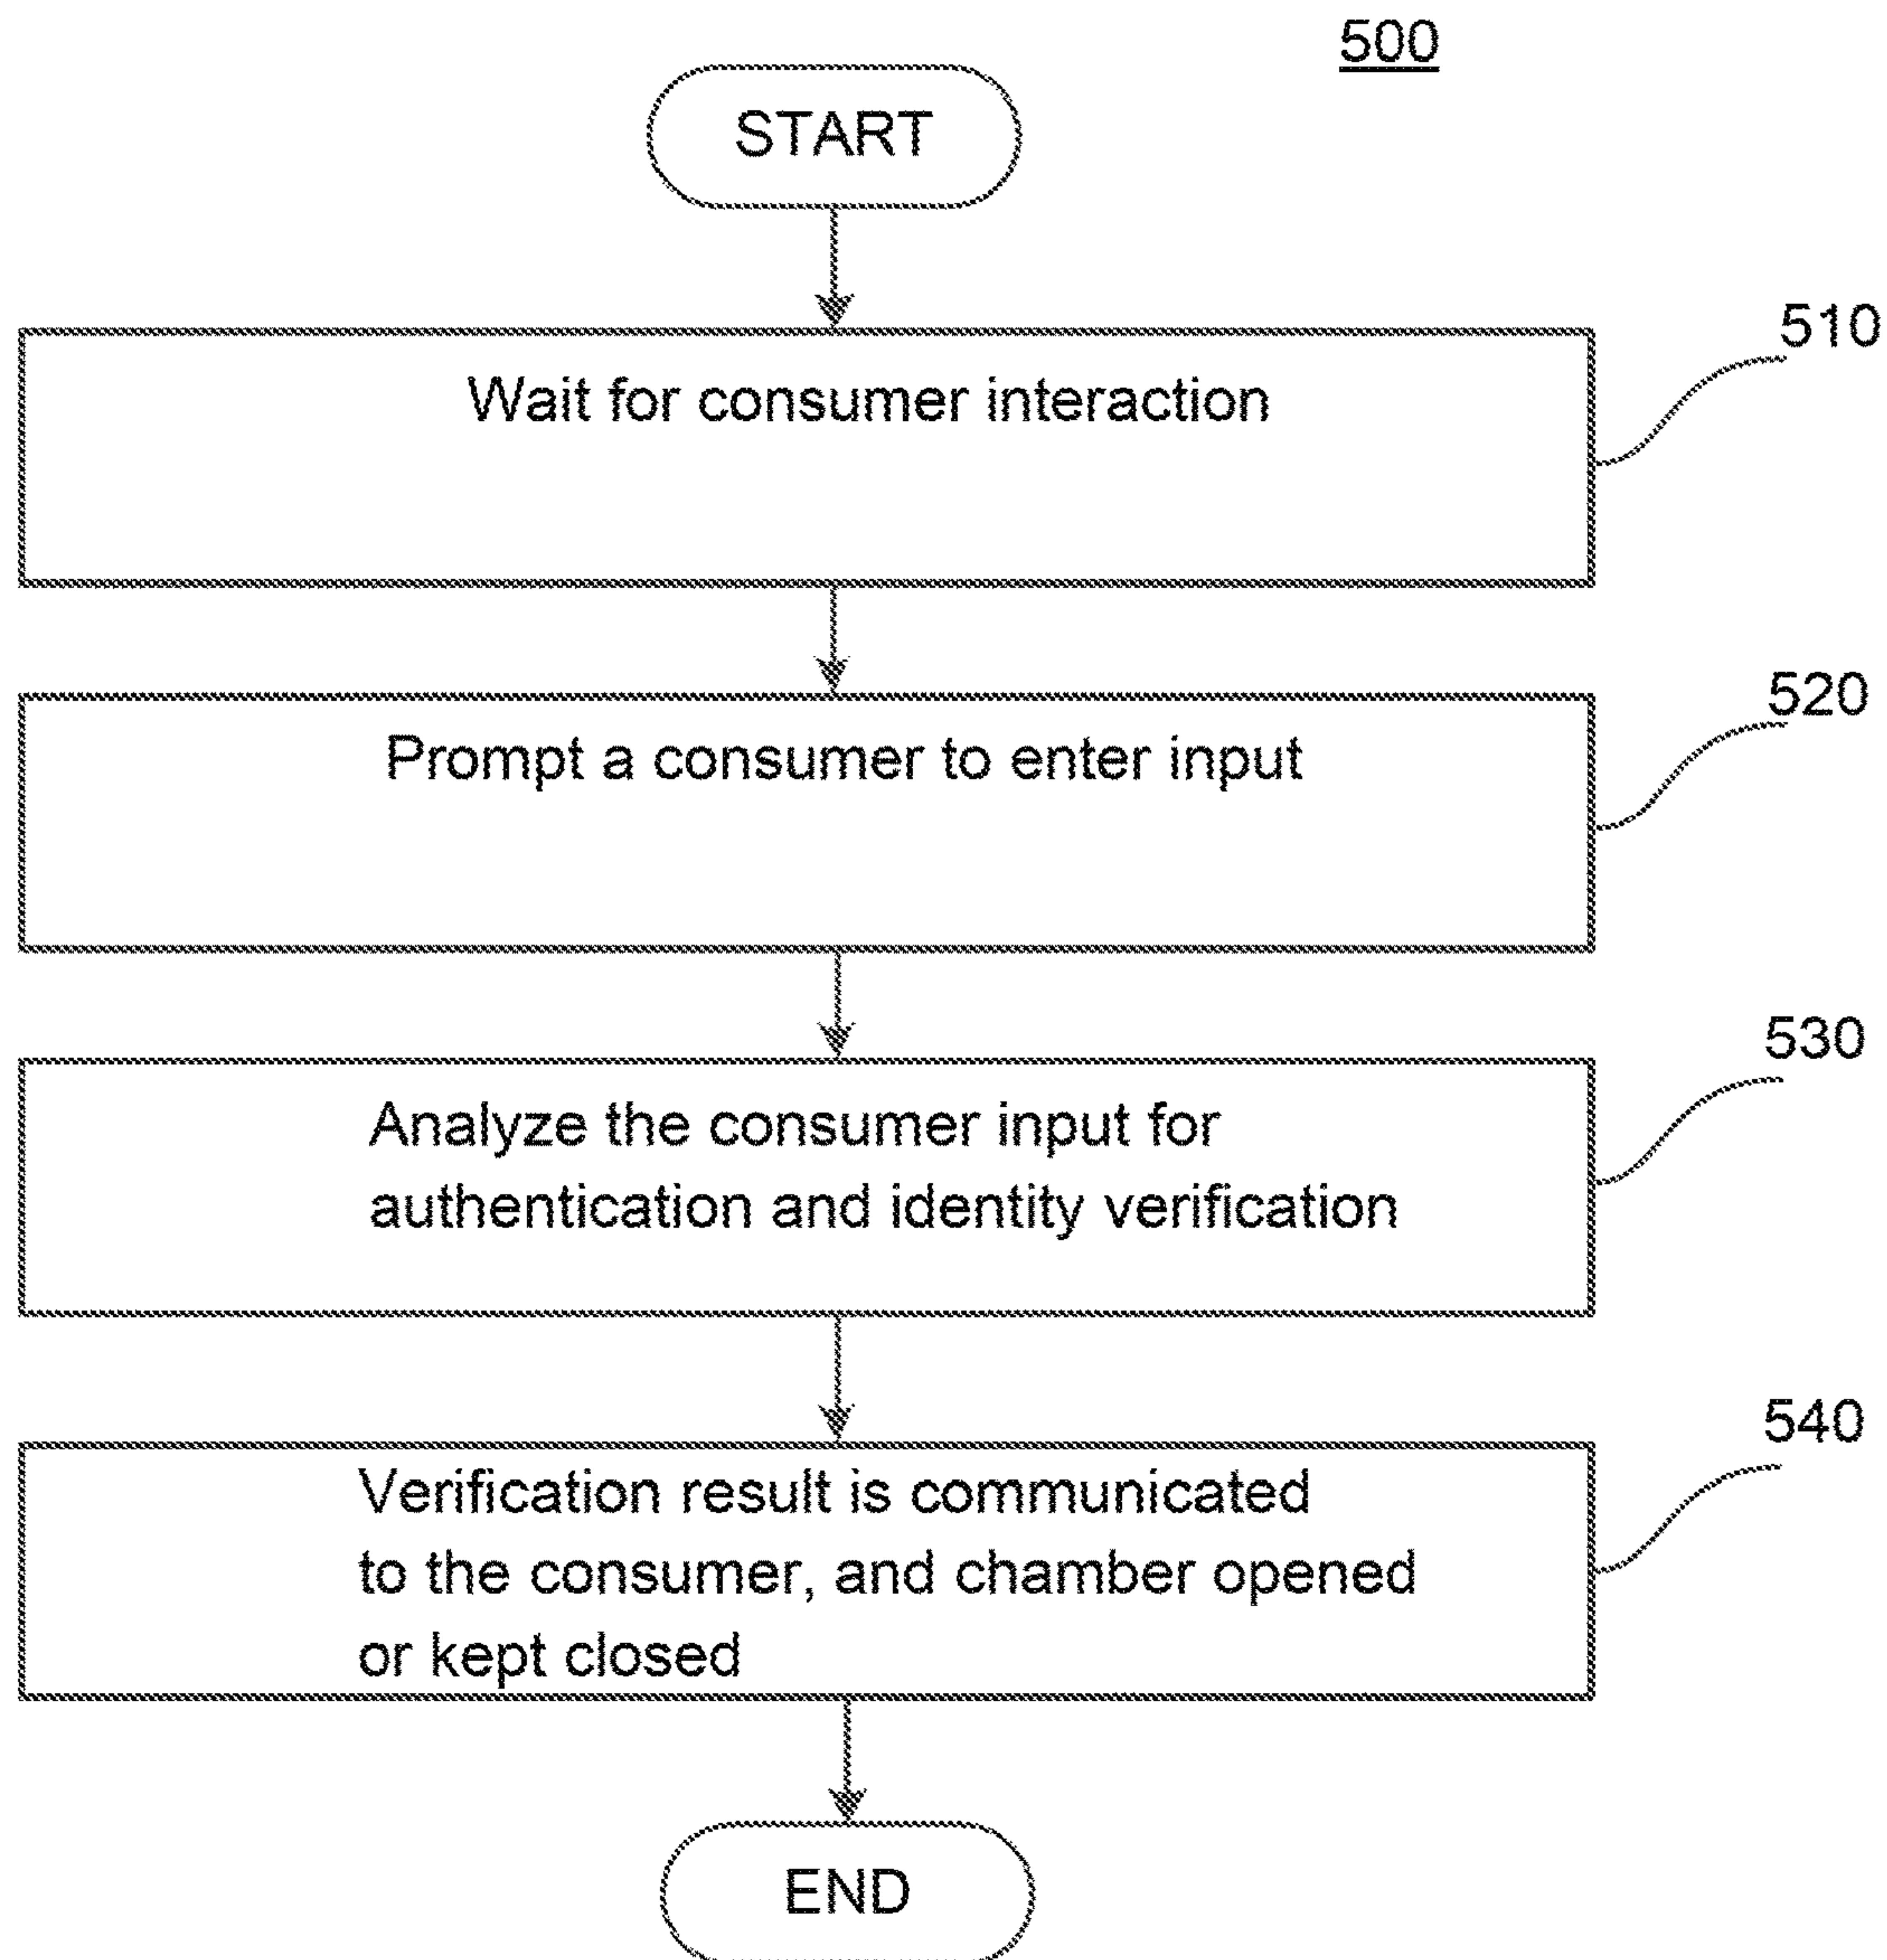 500
START
Wait for consumer interaction
510
Prompt a consumer to enter input
520
Analyze the consumer input for
authentication and identity verification
530
Verification result is communicated
to the consumer, and chamber opened
or kept closed
540
END